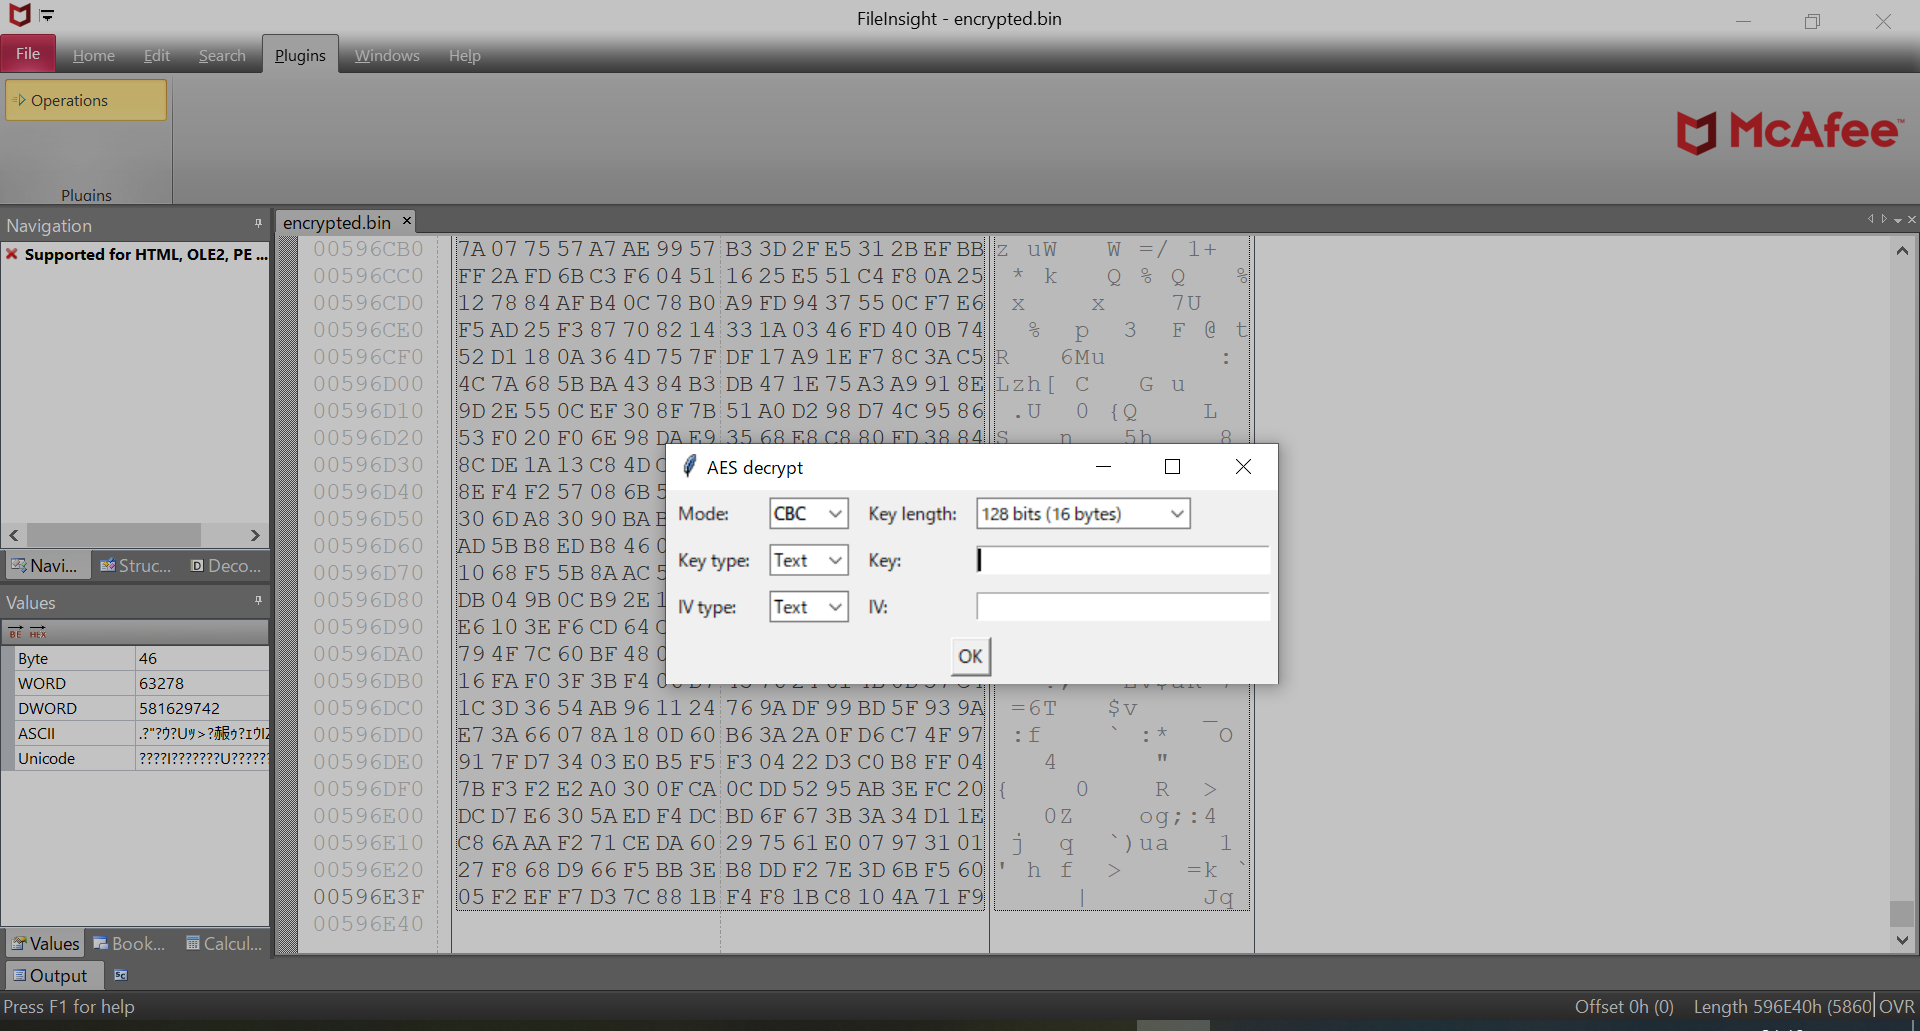 FileInsight - encrypted.bin
File Home Edit Search Plugins Windows Help
Operations
McAfee™
Plugins
Navigation
encrypted.bin ×
Supported for HTML, OLE2, PE ...
00596CB0 7A 07 75 57 A7 AE 99 57 B3 3D 2F E5 31 2B EF BB z uW W =/ 1+
00596CC0 FF 2A FD 6B C3 F6 04 51 16 25 E5 51 C4 F8 0A 25 * k Q % Q %
00596CD0 12 78 84 AF B4 0C 78 B0 A9 FD 94 37 55 0C F7 E6 x x 7U
00596CE0 F5 AD 25 F3 87 70 82 14 33 1A 03 46 FD 40 0B 74 % p 3 F @ t
00596CF0 52 D1 18 0A 36 4D 75 7F DF 17 A9 1E F7 8C 3A C5 R 6Mu :
00596D00 4C 7A 68 5B BA 43 84 B3 DB 47 1E 75 A3 A9 91 8E Lzh[ C G u
00596D10 9D 2E 55 0C EF 30 8F 7B 51 A0 D2 98 D7 4C 95 86 .U 0 {Q L
00596D20 53 F0 20 F0 6E 98 DA E9 35 68 E8 C8 80 FD 38 84 S n 5h 8
00596D30 8C DE 1A 13 C8 4D
00596D40 8E F4 F2 57 08 6B
00596D50 30 6D A8 30 90 BA
00596D60 AD 5B B8 ED B8 46
00596D70 10 68 F5 5B 8A AC
00596D80 DB 04 9B 0C B9 2E
00596D90 E6 10 3E F6 CD 64
00596DA0 79 4F 7C 60 BF 48
00596DB0 16 FA F0 3F 3B F4
00596DC0 1C 3D 36 54 AB 96 11 24 76 9A DF 99 BD 5F 93 9A =6T $v _
00596DD0 E7 3A 66 07 8A 18 0D 60 B6 3A 2A 0F D6 C7 4F 97 :f ` :* O
00596DE0 91 7F D7 34 03 E0 B5 F5 F3 04 22 D3 C0 B8 FF 04 4 "
00596DF0 7B F3 F2 E2 A0 30 0F CA 0C DD 52 95 AB 3E FC 20 { 0 R >
00596E00 DC D7 E6 30 5A ED F4 DC BD 6F 67 3B 3A 34 D1 1E 0Z og;:4
00596E10 C8 6A AA F2 71 CE DA 60 29 75 61 E0 07 97 31 01 j q `)ua 1
00596E20 27 F8 68 D9 66 F5 BB 3E B8 DD F2 7E 3D 6B F5 60 ' h f > =k `
00596E3F 05 F2 EF F7 D3 7C 88 1B F4 F8 1B C8 10 4A 71 F9 | Jq
00596E40
AES decrypt
Mode: CBC Key length: 128 bits (16 bytes)
Key type: Text Key:
IV type: Text IV:
OK
Navi... Struc... Deco...
Values
BE HEX
Byte 46
WORD 63278
DWORD 581629742
ASCII
Unicode ????I???????U??????
Values Book... Calcul...
Output
Press F1 for help
Offset 0h (0) Length 596E40h (5860 OVR